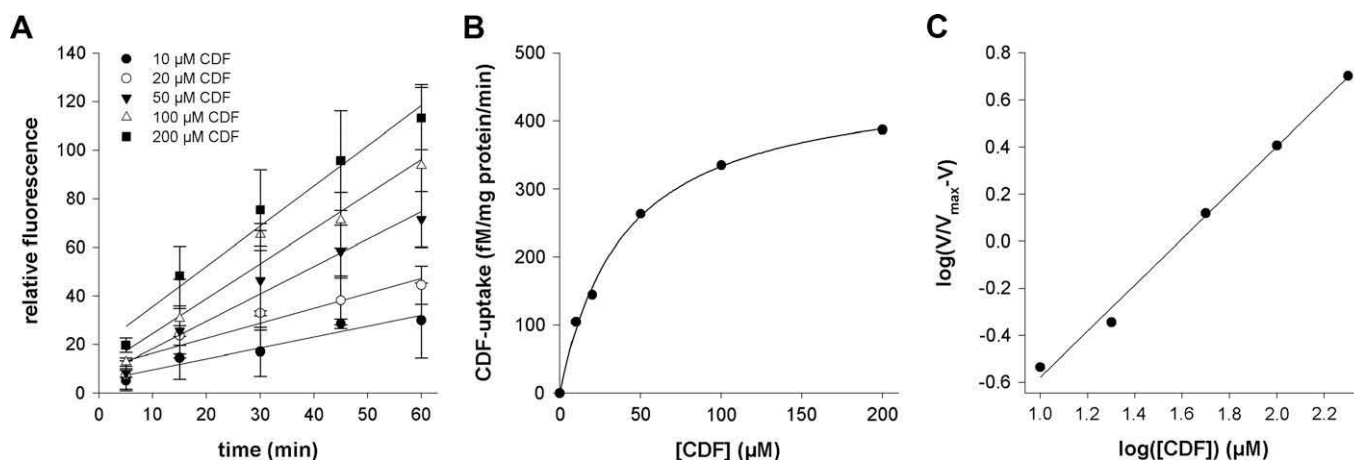 A
140
120
100
80
60
40
20
0
relative fluorescence
10 µM CDF
20 µM CDF
50 µM CDF
100 µM CDF
200 µM CDF
0 10 20 30 40 50 60
time (min)
B
500
400
300
200
100
0
CDF-uptake (fM/mg protein/min)
0 50 100 150 200
[CDF] (µM)
C
0.8
0.6
0.4
0.2
0.0
-0.2
-0.4
-0.6
log(V/Vmax-V)
1.0 1.2 1.4 1.6 1.8 2.0 2.2
log([CDF]) (µM)